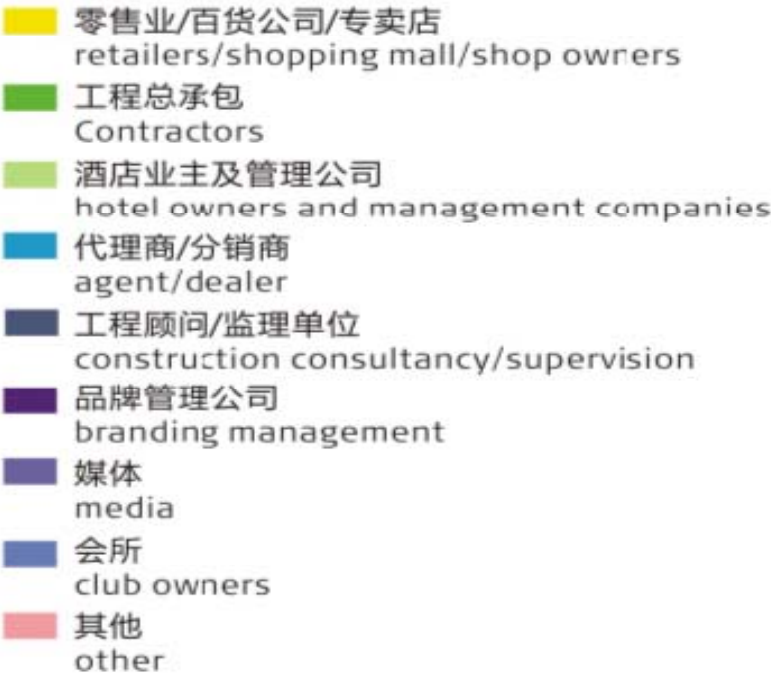 零售业/百货公司/专卖店
retailers/shopping mall/shop owners
工程总承包
Contractors
酒店业主及管理公司
hotel owners and management companies
代理商/分销商
agent/dealer
工程顾问/监理单位
construction consultancy/supervision
品牌管理公司
branding management
媒体
media
会所
club owners
其他
other